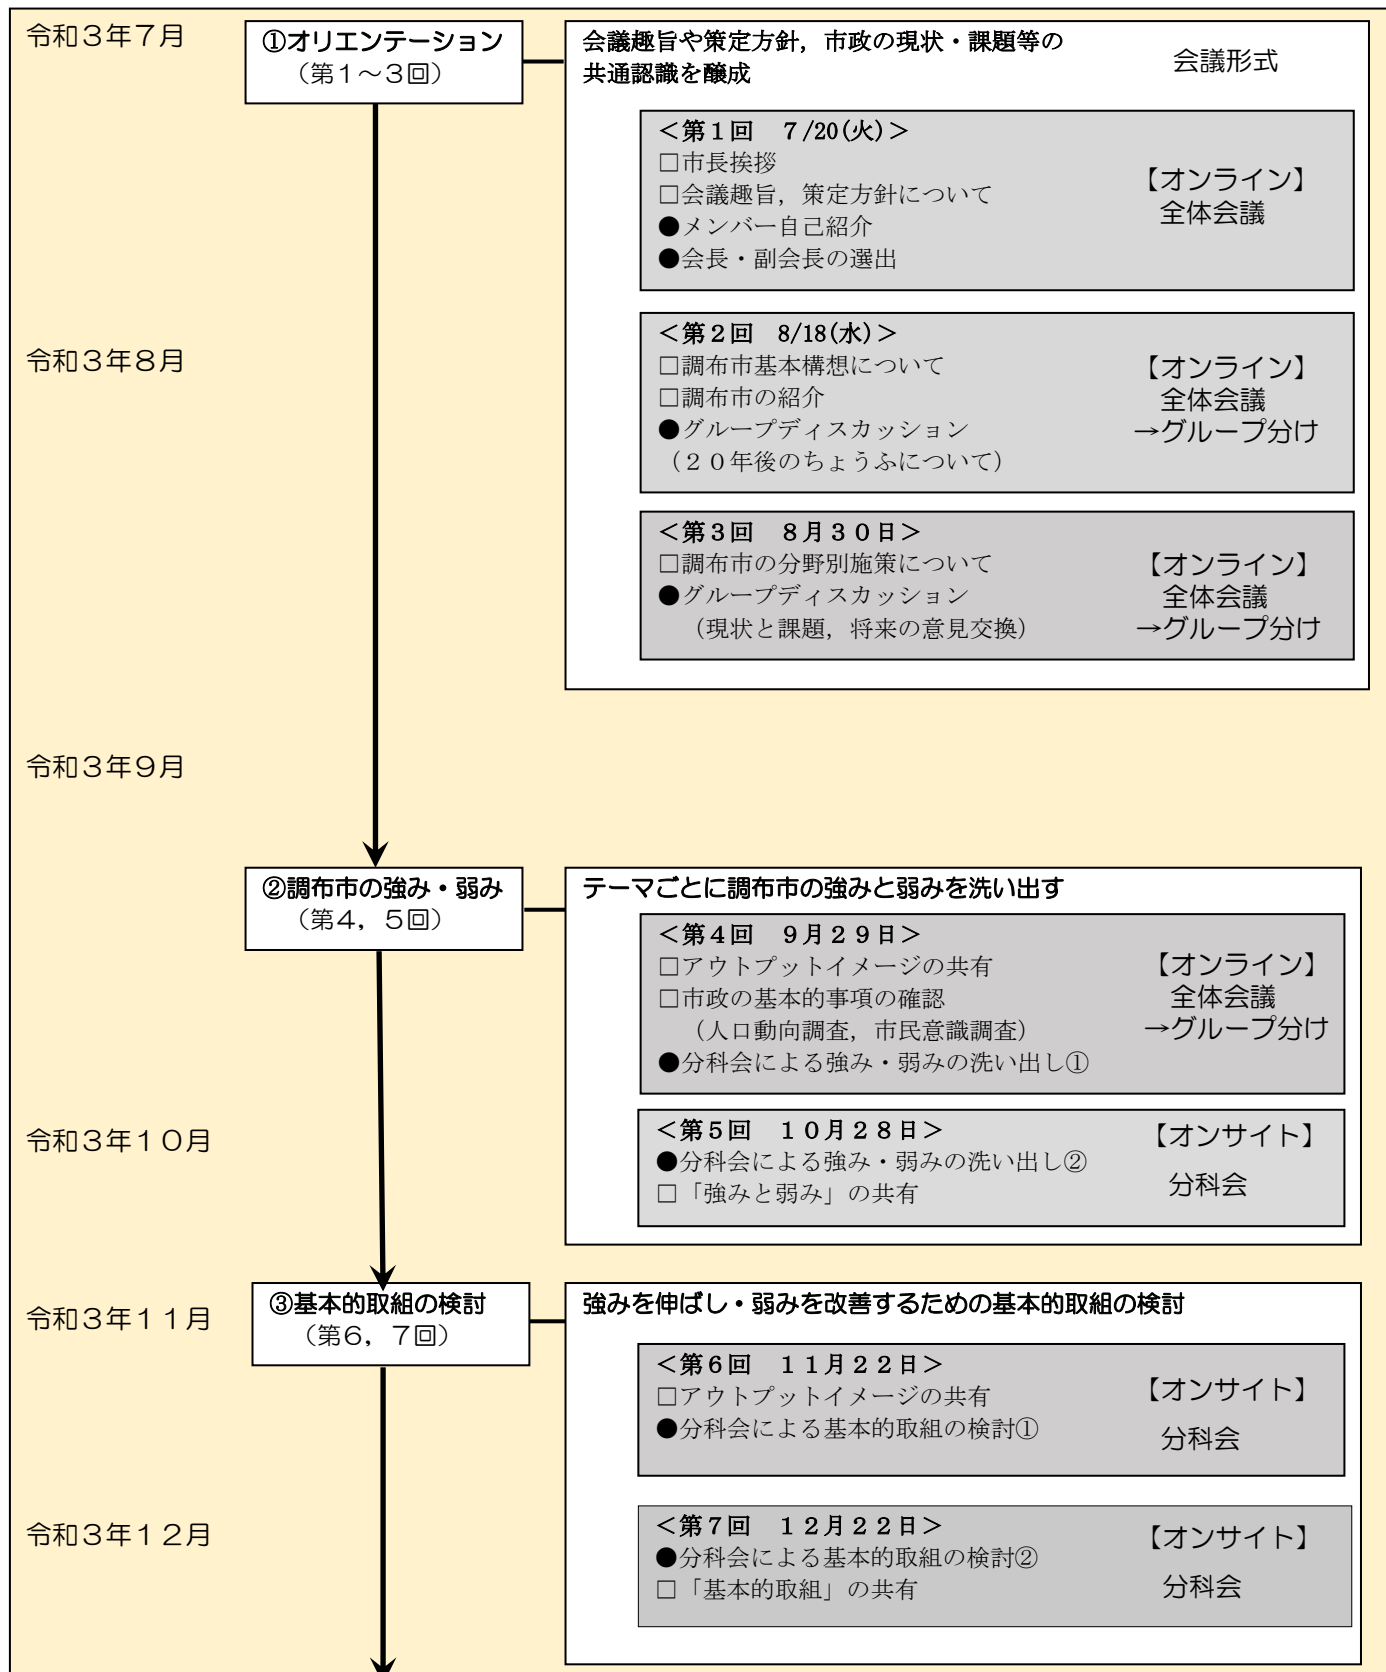 令和３年７月
①オリエンテーション
（第１～３回）
会議趣旨や策定方針，市政の現状・課題等の
共通認識を醸成
会議形式
＜第１回　７/20(火)＞
□市長挨拶
□会議趣旨，策定方針について
●メンバー自己紹介
●会長・副会長の選出
【オンライン】
全体会議
令和３年８月
＜第２回　8/18(水)＞
□調布市基本構想について
□調布市の紹介
●グループディスカッション
（２０年後のちょうふについて）
【オンライン】
全体会議
→グループ分け
＜第３回　８月３０日＞
□調布市の分野別施策について
●グループディスカッション
（現状と課題，将来の意見交換）
【オンライン】
全体会議
→グループ分け
令和３年９月
②調布市の強み・弱み
（第４，５回）
テーマごとに調布市の強みと弱みを洗い出す
＜第４回　９月２９日＞
□アウトプットイメージの共有
□市政の基本的事項の確認
（人口動向調査，市民意識調査）
●分科会による強み・弱みの洗い出し①
【オンライン】
全体会議
→グループ分け
令和３年１０月
＜第５回　１０月２８日＞
●分科会による強み・弱みの洗い出し②
□「強みと弱み」の共有
【オンサイト】
分科会
令和３年１１月
③基本的取組の検討
（第６，７回）
強みを伸ばし・弱みを改善するための基本的取組の検討
＜第６回　１１月２２日＞
□アウトプットイメージの共有
●分科会による基本的取組の検討①
【オンサイト】
分科会
令和３年１２月
＜第７回　１２月２２日＞
●分科会による基本的取組の検討②
□「基本的取組」の共有
【オンサイト】
分科会